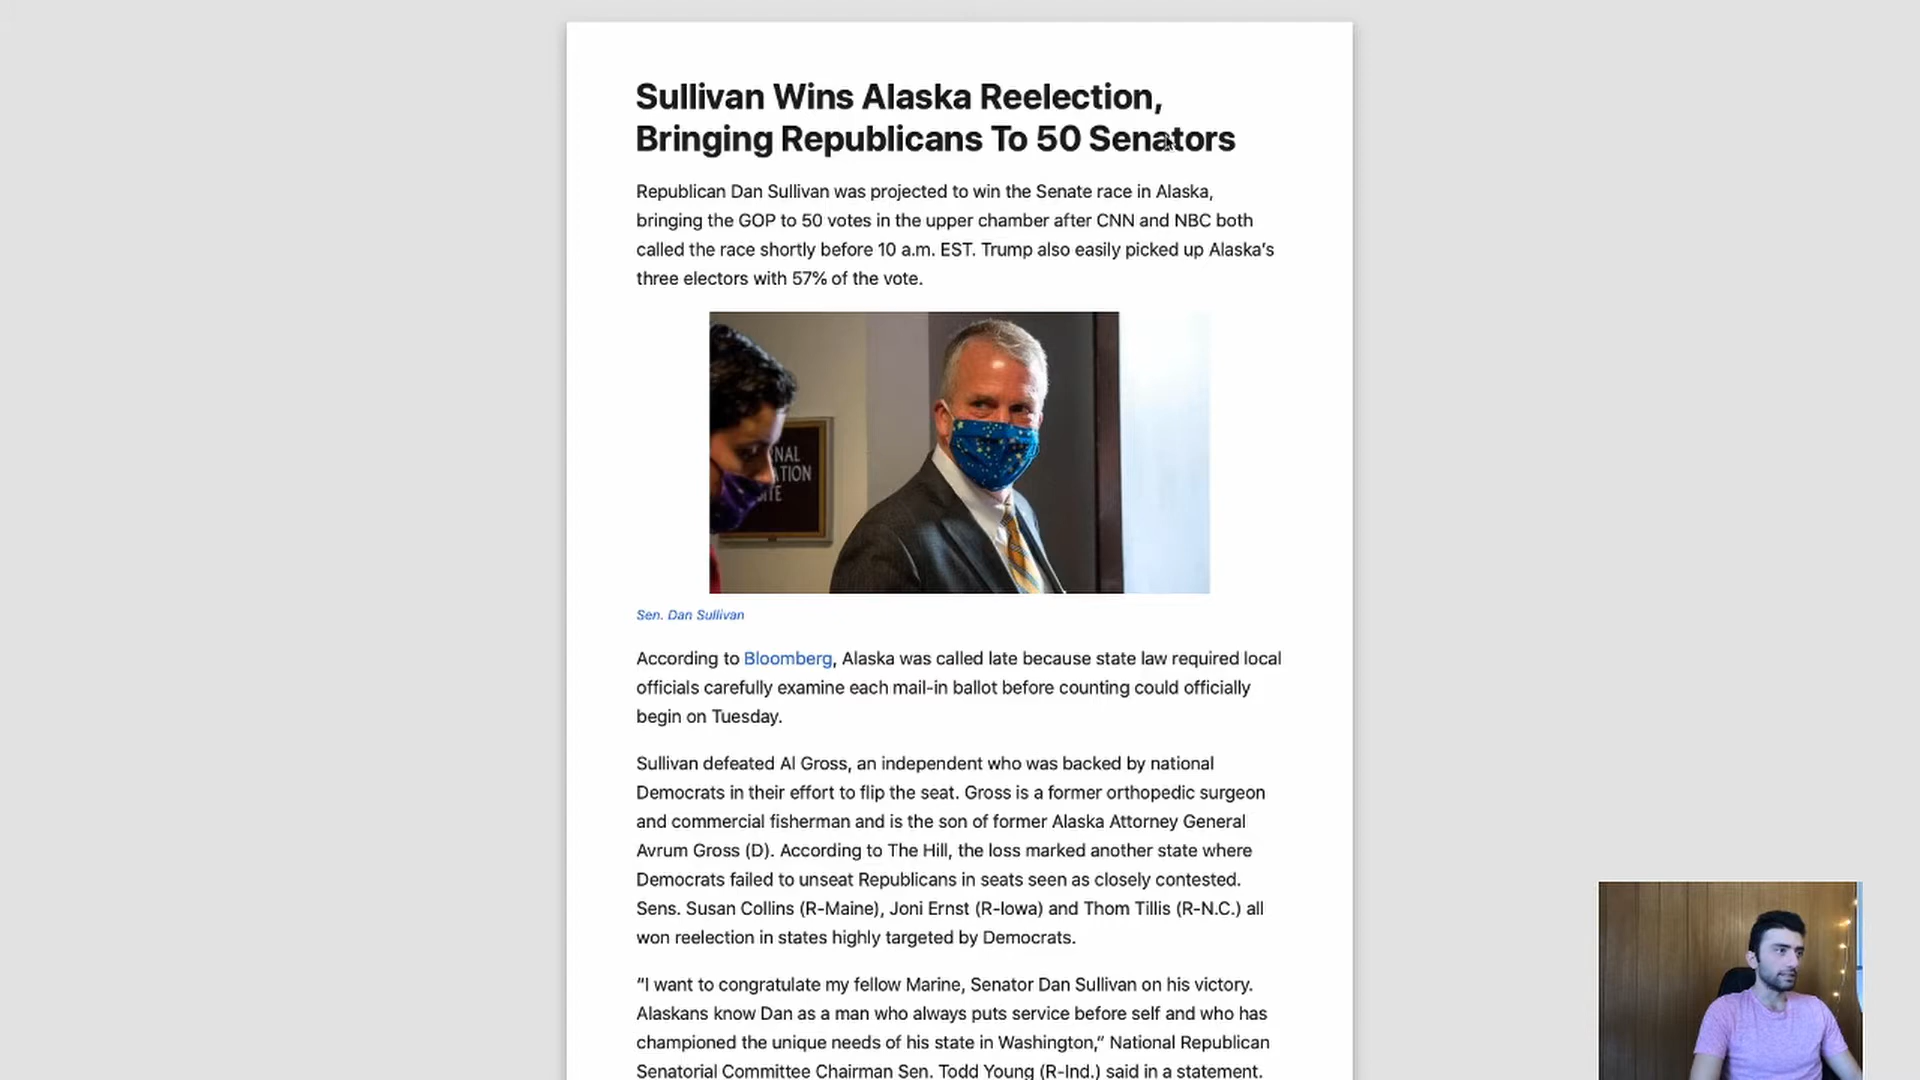 Sullivan Wins Alaska Reelection,
Bringing Republicans To 50 Senators
Republican Dan Sullivan was projected to win the Senate race in Alaska,
bringing the GOP to 50 votes in the upper chamber after CNN and NBC both
called the race shortly before 10 a.m. EST. Trump also easily picked up Alaska’s
three electors with 57% of the vote.
Sen. Dan Sullivan
According to Bloomberg, Alaska was called late because state law required local
officials carefully examine each mail-in ballot before counting could officially
begin on Tuesday.
Sullivan defeated Al Gross, an independent who was backed by national
Democrats in their effort to flip the seat. Gross is a former orthopedic surgeon
and commercial fisherman and is the son of former Alaska Attorney General
Avrum Gross (D). According to The Hill, the loss marked another state where
Democrats failed to unseat Republicans in seats seen as closely contested.
Sens. Susan Collins (R-Maine), Joni Ernst (R-Iowa) and Thom Tillis (R-N.C.) all
won reelection in states highly targeted by Democrats.
“I want to congratulate my fellow Marine, Senator Dan Sullivan on his victory.
Alaskans know Dan as a man who always puts service before self and who has
championed the unique needs of his state in Washington,” National Republican
Senatorial Committee Chairman Sen. Todd Young (R-Ind.) said in a statement.